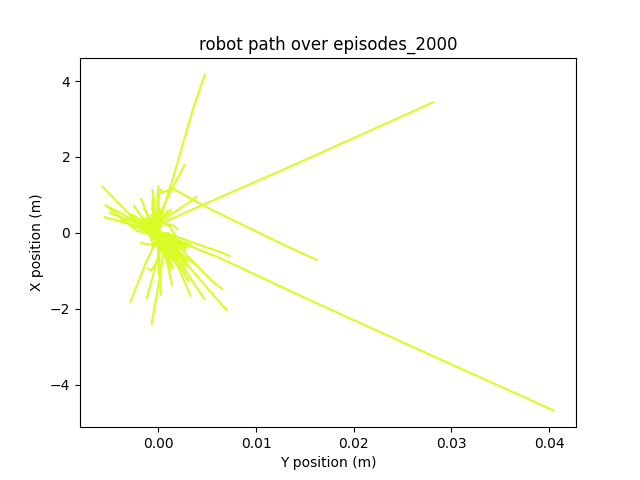 robot path over episodes_2000
4
2
0
−2
−4
X position (m)
0.00 0.01 0.02 0.03 0.04
Y position (m)